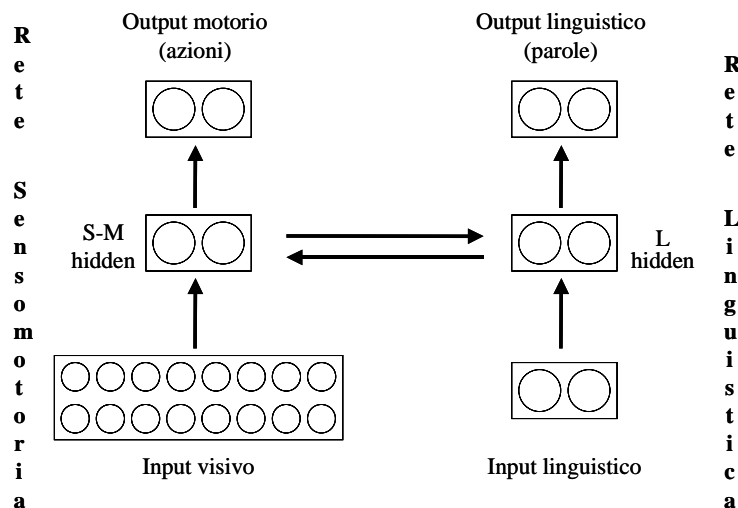 Rete Sensomotoria
Output motorio
(azioni)
Output linguistico
(parole)
S-M
hidden
L
hidden
Input visivo
Input linguistico
Rete Linguistica